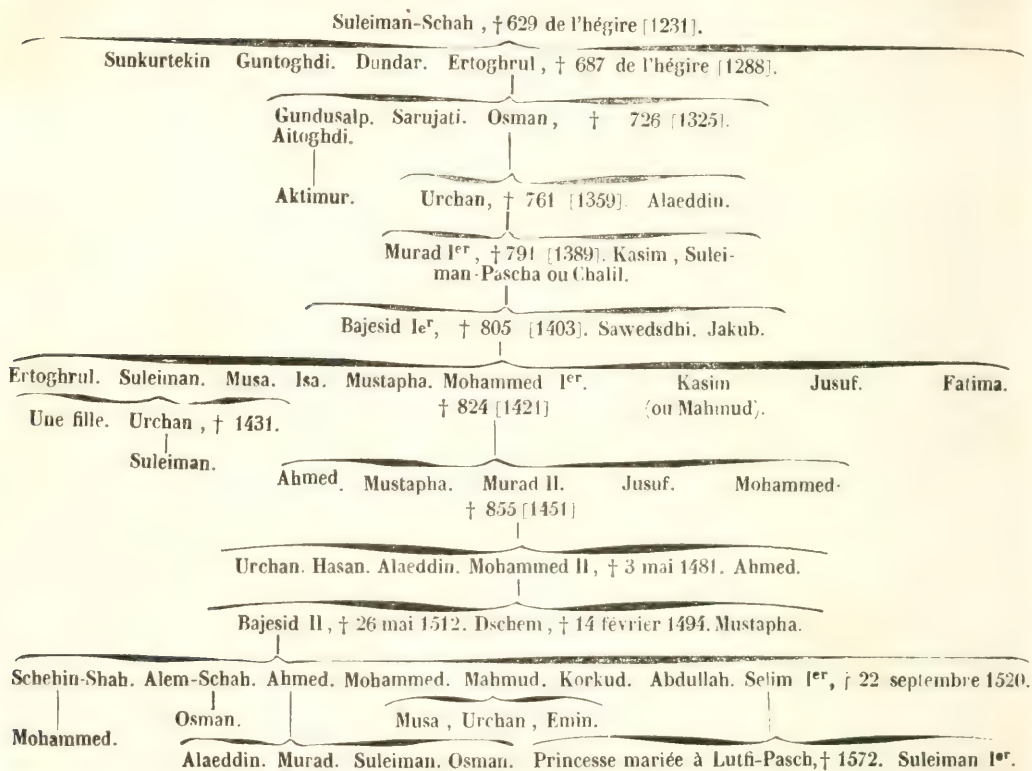 Suleiman-Schah , † 629 de l'hégire [1231].
Sunkurtekin Guntoghdi. Dundar. Ertoghrul , † 687 de l'hégire [1288].
Gundusalp. Sarujati. Osman , † 726 [1325].
Aitoghdi.
Aktimur. Urchan, † 761 [1359]. Alaeddin.
Murad Ier, † 791 [1389]. Kasim , Sulei-
man-Pascha ou Chalil.
Bajesid Ier, † 805 [1403]. Sawedsdhi. Jakub.
Ertoghrul. Suleiman. Musa. Isa. Mustapha. Mohammed Ier. Kasim Jusuf. Fatima.
† 824 [1421] (ou Mahmud).
Une fille. Urchan , † 1431.
Suleiman.
Ahmed. Mustapha. Murad II. Jusuf. Mohammed.
† 855 [1451]
Urchan. Hasan. Alaeddin. Mohammed II, † 3 mai 1481. Ahmed.
Bajesid II, † 26 mai 1512. Dschem, † 14 février 1494. Mustapha.
Schehin-Shah. Alem-Schah. Ahmed. Mohammed. Mahmud. Korkud. Abdullah. Selim Ier, † 22 septembre 1520.
Osman. Musa , Urchan , Emin.
Mohammed.
Alaeddin. Murad. Suleiman. Osman. Princesse mariée à Lutfi-Pasch, † 1572. Suleiman Ier.